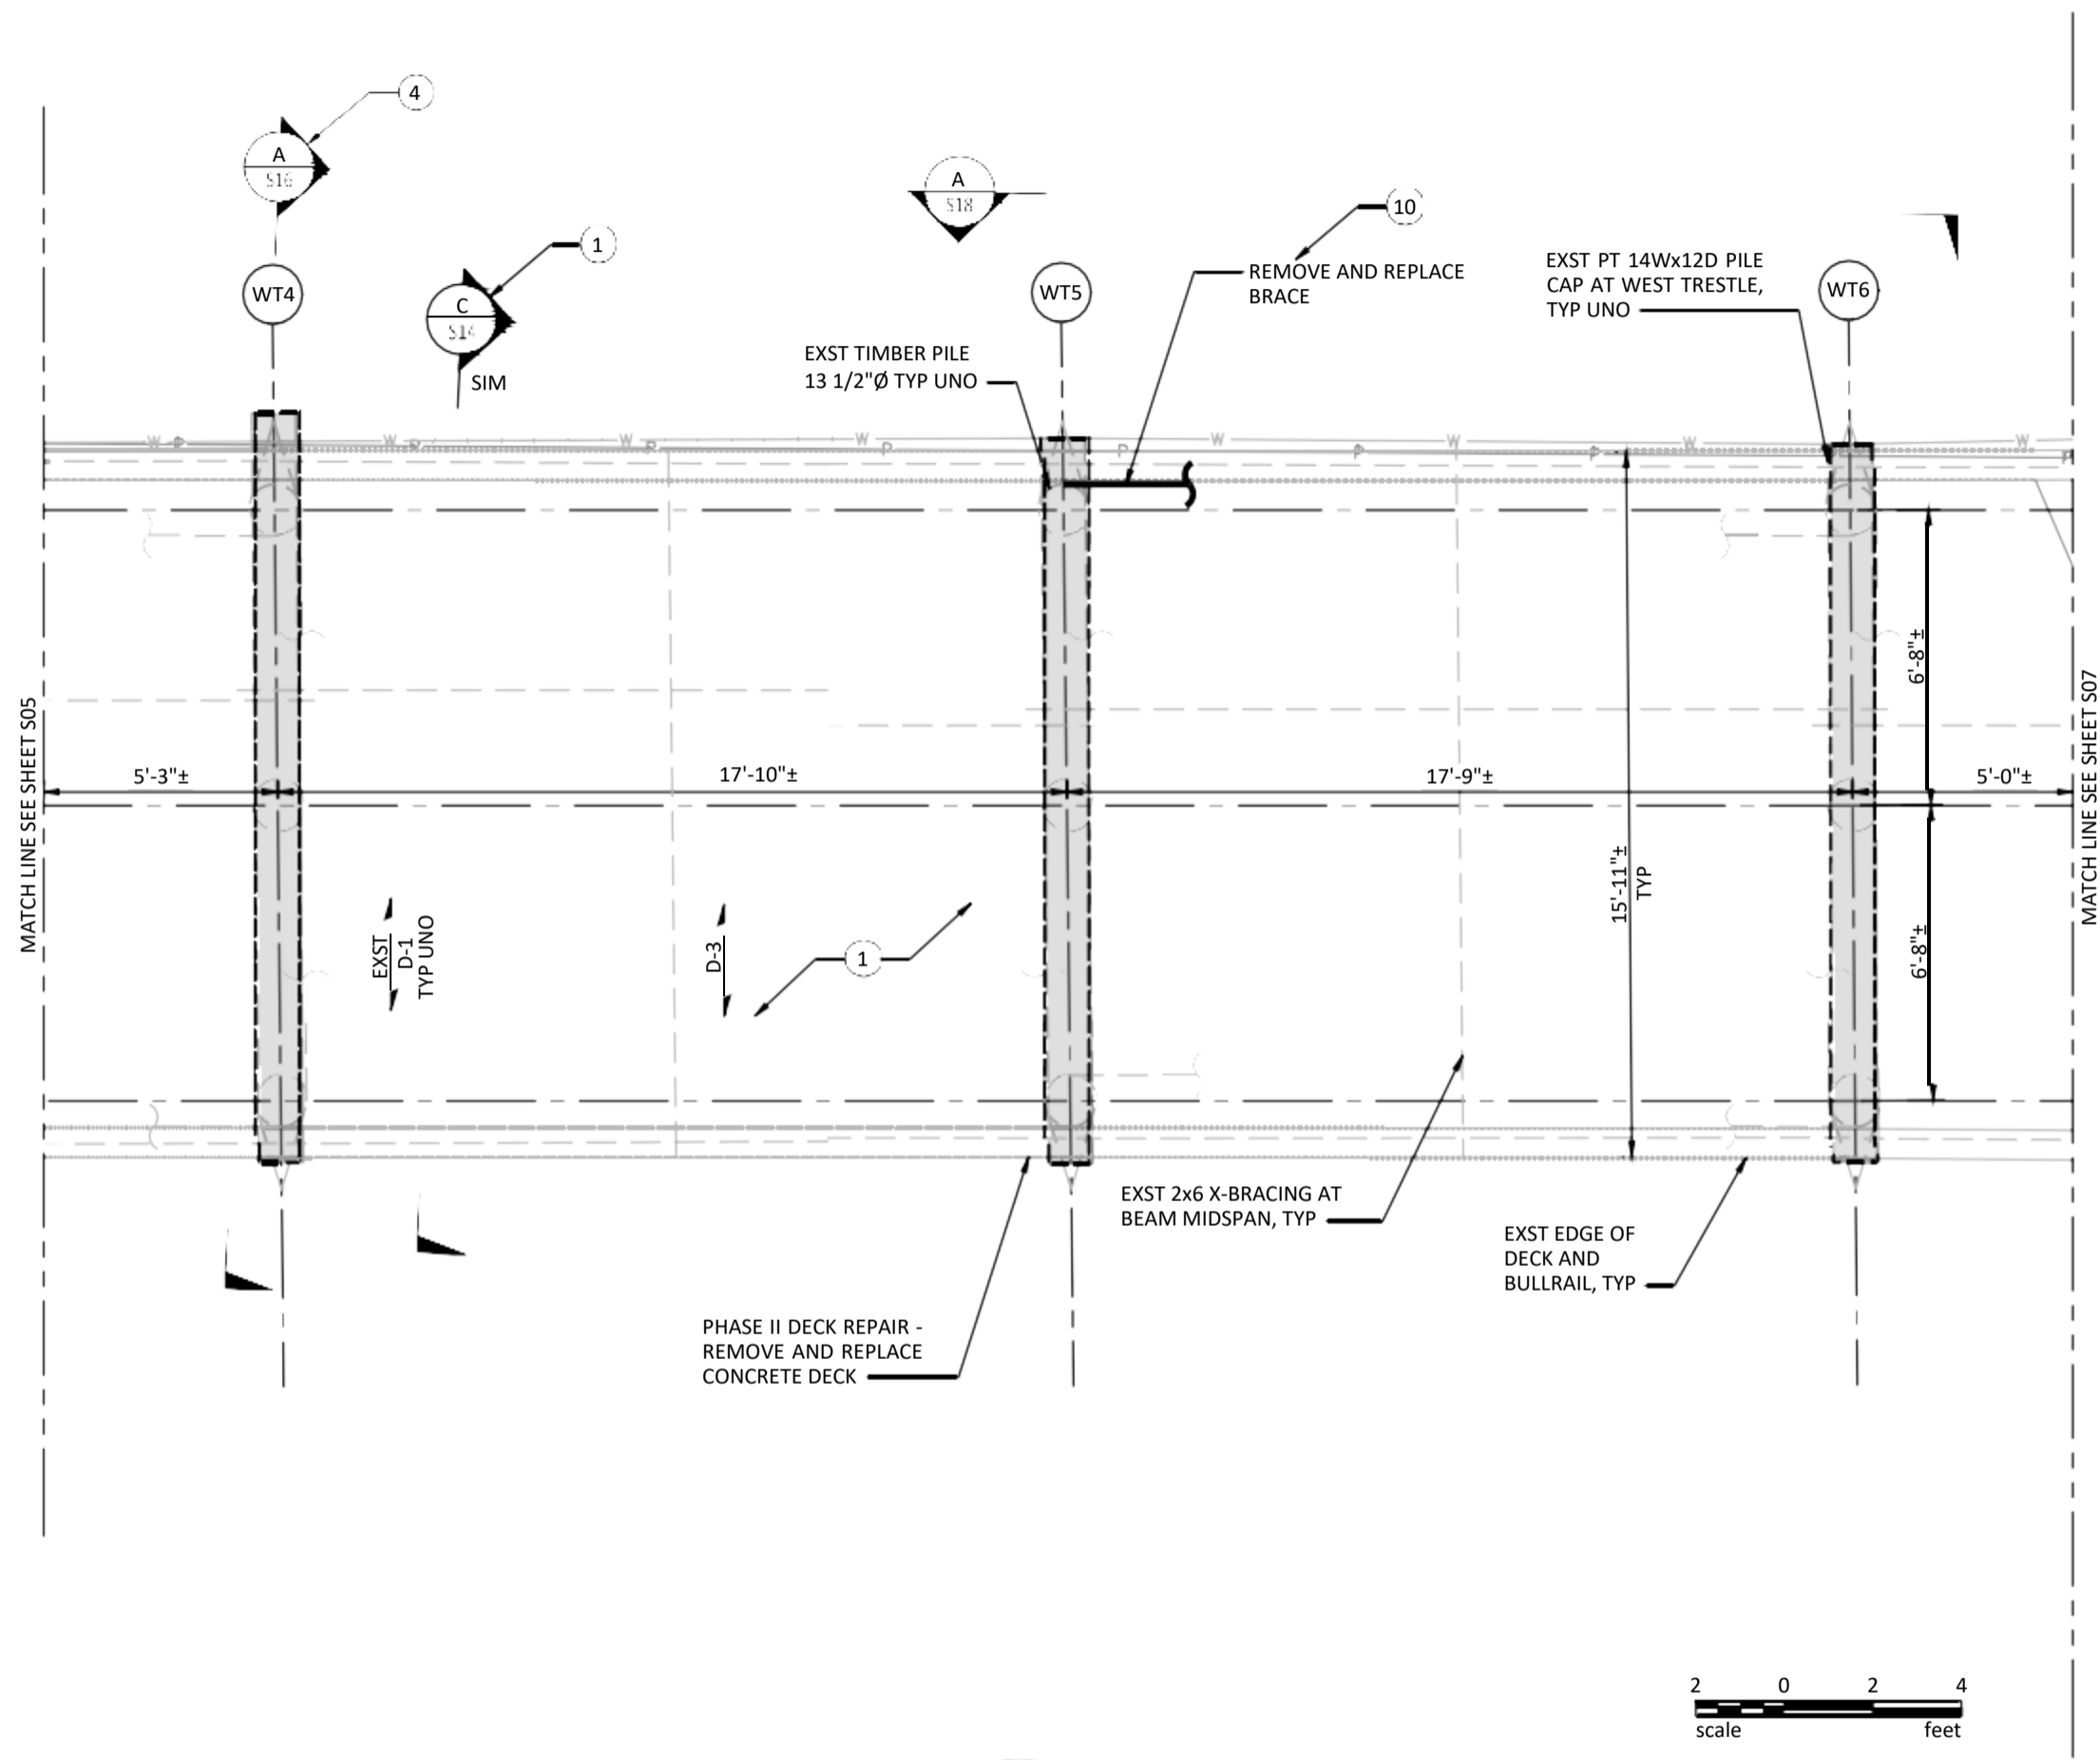 4
A
S16
A
S18
10
1
REMOVE AND REPLACE
BRACE
EXST PT 14Wx12D PILE
CAP AT WEST TRESTLE,
TYP UNO
WT4
WT5
WT6
C
S14
SIM
EXST TIMBER PILE
13 1/2"Ø TYP UNO
W P W P W P W P P W P W P W W P
6'-8"±
MATCH LINE SEE SHEET S05
MATCH LINE SEE SHEET S07
5'-3"±
17'-10"±
17'-9"±
5'-0"±
15'-11"±
TYP
EXST
D-1
TYP UNO
D-3
1
6'-8"±
EXST 2x6 X-BRACING AT
BEAM MIDSPAN, TYP
EXST EDGE OF
DECK AND
BULLRAIL, TYP
PHASE II DECK REPAIR -
REMOVE AND REPLACE
CONCRETE DECK
2 0 2 4
scale feet